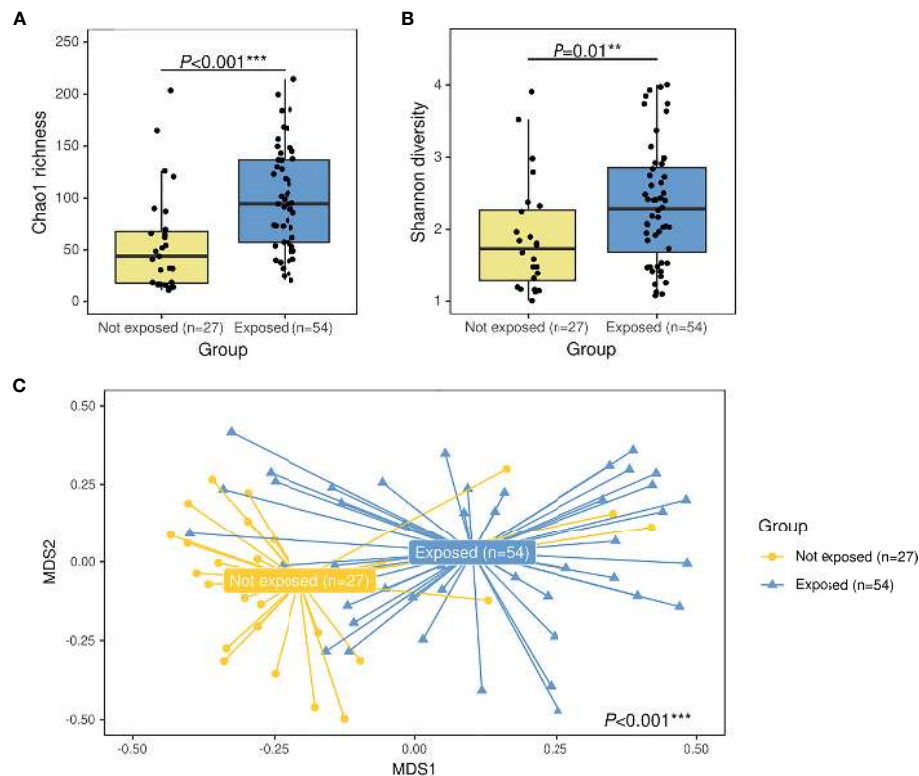 A
250
200
150
100
50
0
Chao1 richness
P<0.001***
Not exposed (n=27) Exposed (n=54)
Group
B
4
3
2
1
Shannon diversity
P=0.01**
Not exposed (n=27) Exposed (n=54)
Group
C
0.50
0.25
0.00
-0.25
-0.50
MDS2
Exposed (n=54)
Not exposed (n=27)
P<0.001***
-0.50 -0.25 0.00 0.25 0.50
MDS1
Group
Not exposed (n=27)
Exposed (n=54)